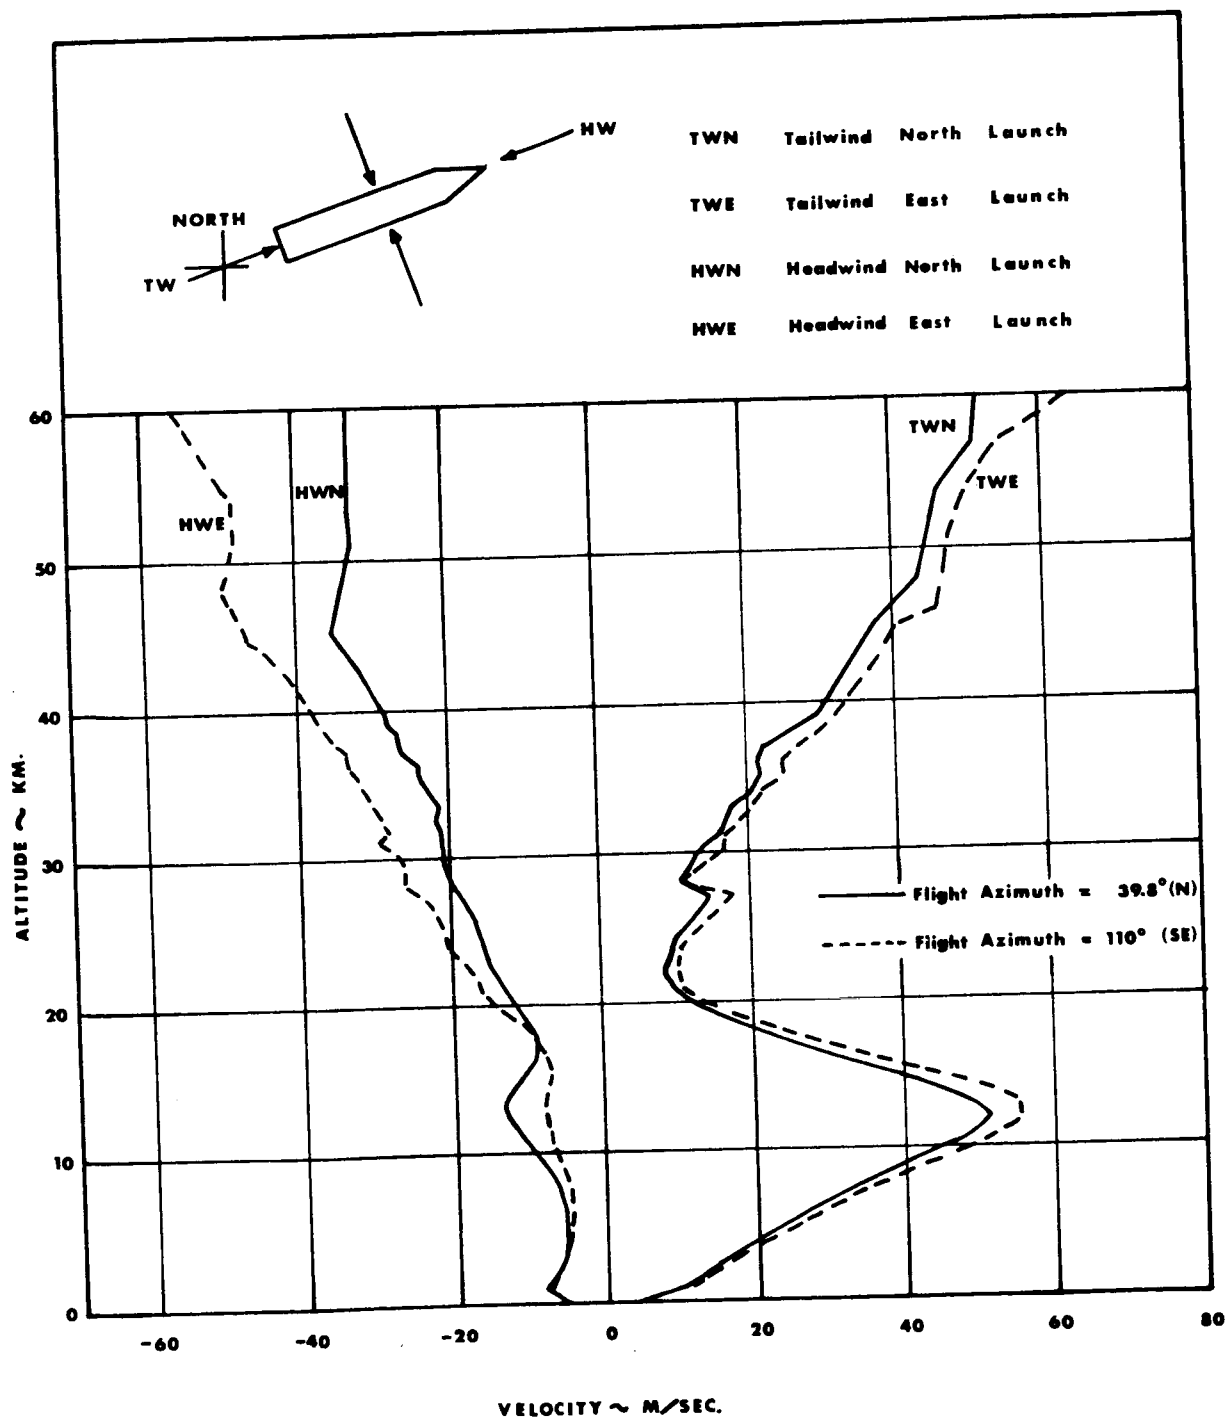 HW
NORTH
TW
TWN Tailwind North Launch
TWE Tailwind East Launch
HWN Headwind North Launch
HWE Headwind East Launch
60
50
40
30
20
10
0
ALTITUDE ~ KM.
HWE
HWN
TWN
TWE
Flight Azimuth = 39.8°(N)
Flight Azimuth = 110° (SE)
-60 -40 -20 0 20 40 60 80
VELOCITY ~ M/SEC.